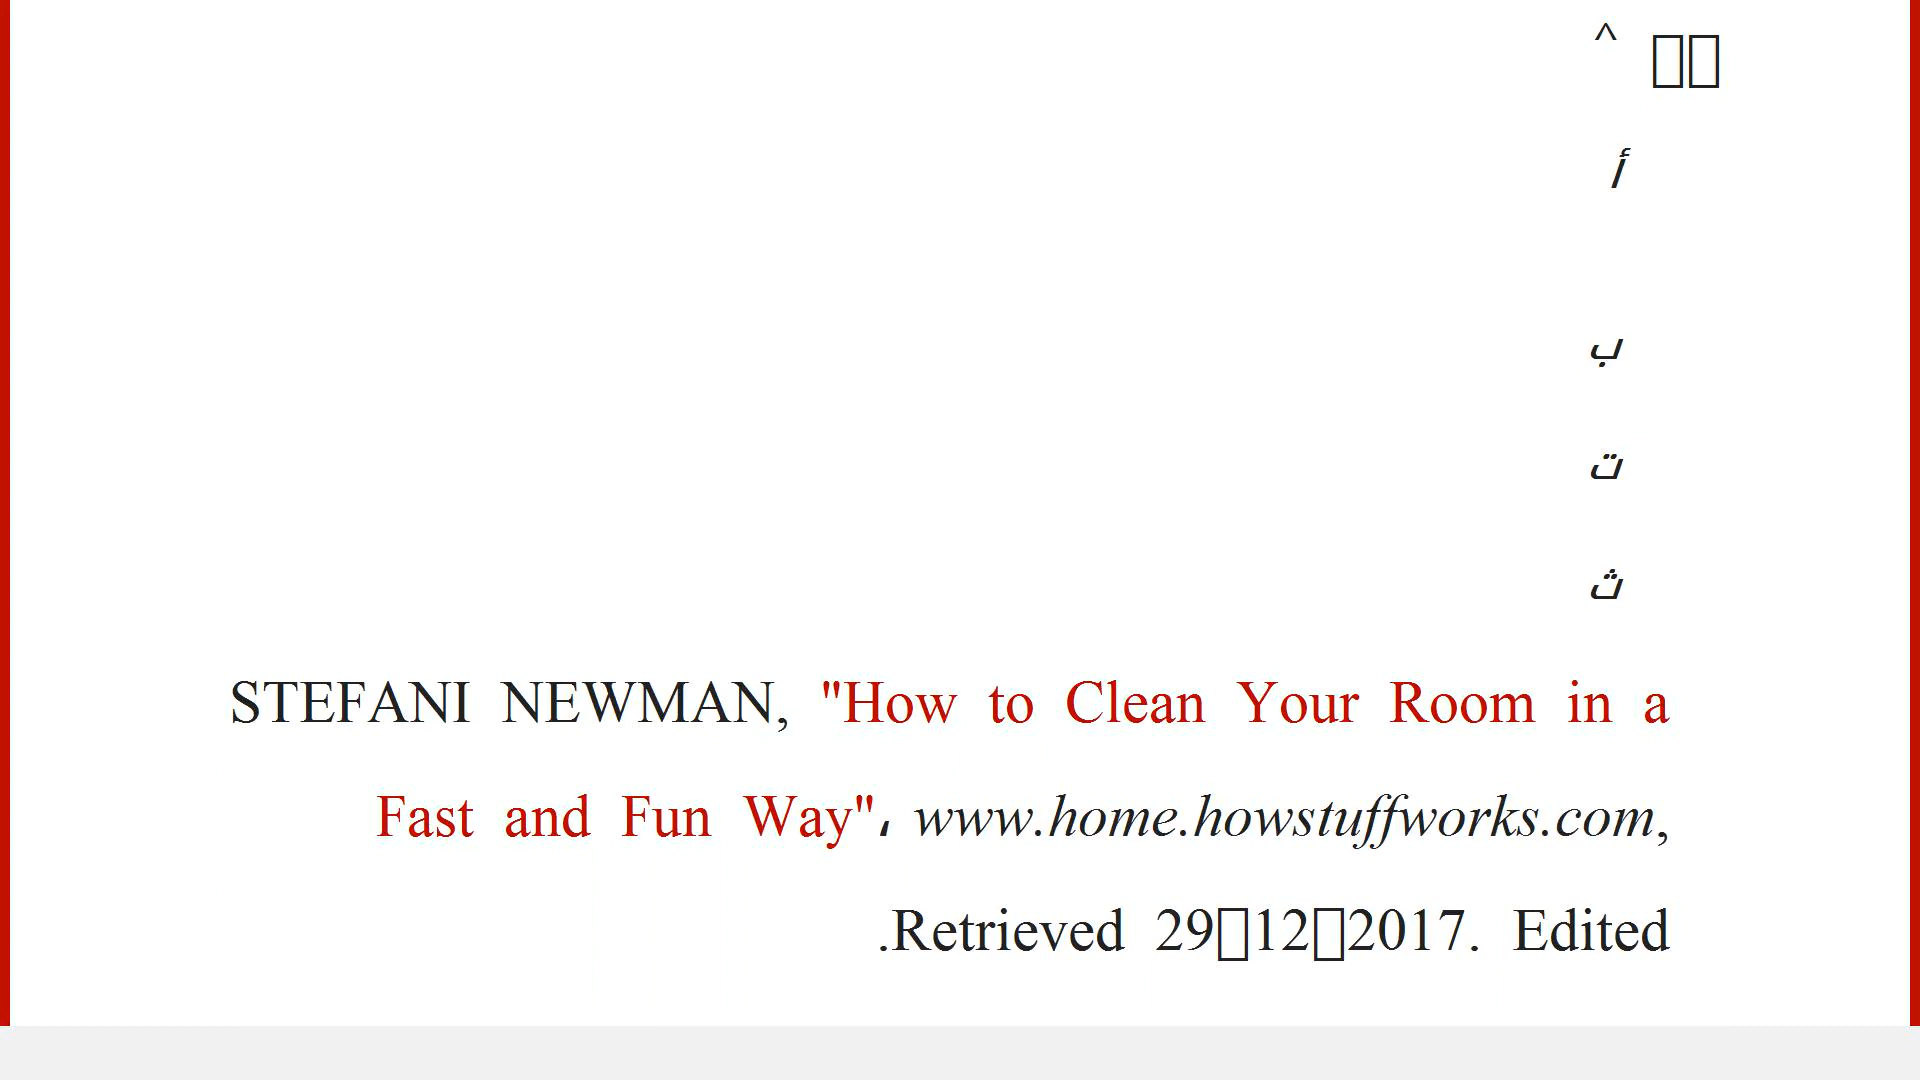 ^
أ
ب
ت
ث
STEFANI NEWMAN, "How to Clean Your Room in a
Fast and Fun Way"، www.home.howstuffworks.com,
.Retrieved 29▯12▯2017. Edited